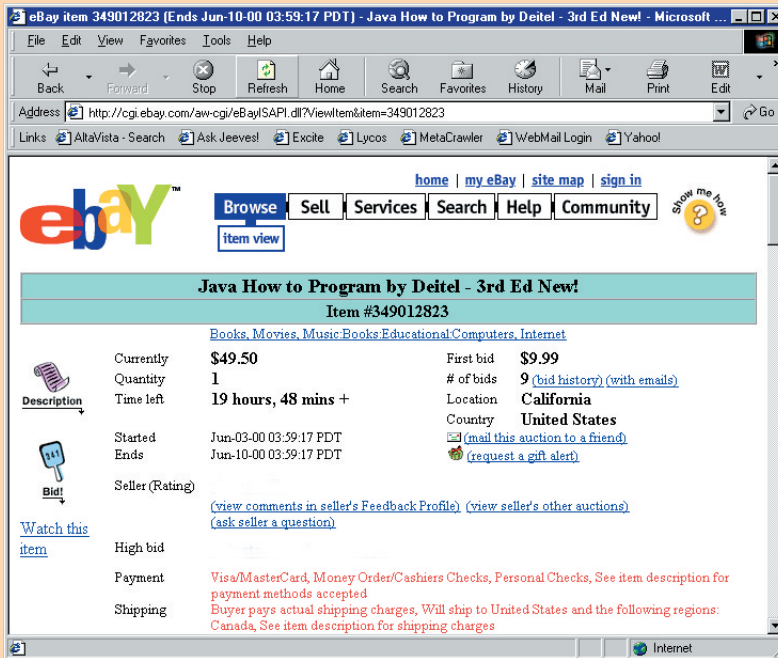 eBay item 349012823 (Ends Jun-10-00 03:59:17 PDT) - Java How to Program by Deitel - 3rd Ed New! - Microsoft ...
File Edit View Favorites Tools Help
Back Forward Stop Refresh Home Search Favorites History Mail Print Edit
Address http://cgi.ebay.com/aw-cgi/eBayISAPI.dll?ViewItem&item=349012823 Go
Links AltaVista - Search Ask Jeeves! Excite Lycos MetaCrawler WebMail Login Yahoo!
home | my eBay | site map | sign in
ebaY™ Browse Sell Services Search Help Community Show me how
item view
Java How to Program by Deitel - 3rd Ed New!
Item #349012823
Books, Movies, Music:Books:Educational:Computers, Internet
Currently $49.50 First bid $9.99
Quantity 1 # of bids 9 (bid history) (with emails)
Description Time left 19 hours, 48 mins + Location California
Country United States
Started Jun-03-00 03:59:17 PDT (mail this auction to a friend)
Ends Jun-10-00 03:59:17 PDT (request a gift alert)
341
Bid! Seller (Rating)
(view comments in seller's Feedback Profile) (view seller's other auctions)
(ask seller a question)
Watch this
item
High bid
Payment Visa/MasterCard, Money Order/Cashiers Checks, Personal Checks, See item description for
payment methods accepted
Shipping Buyer pays actual shipping charges, Will ship to United States and the following regions:
Canada, See item description for shipping charges
Internet